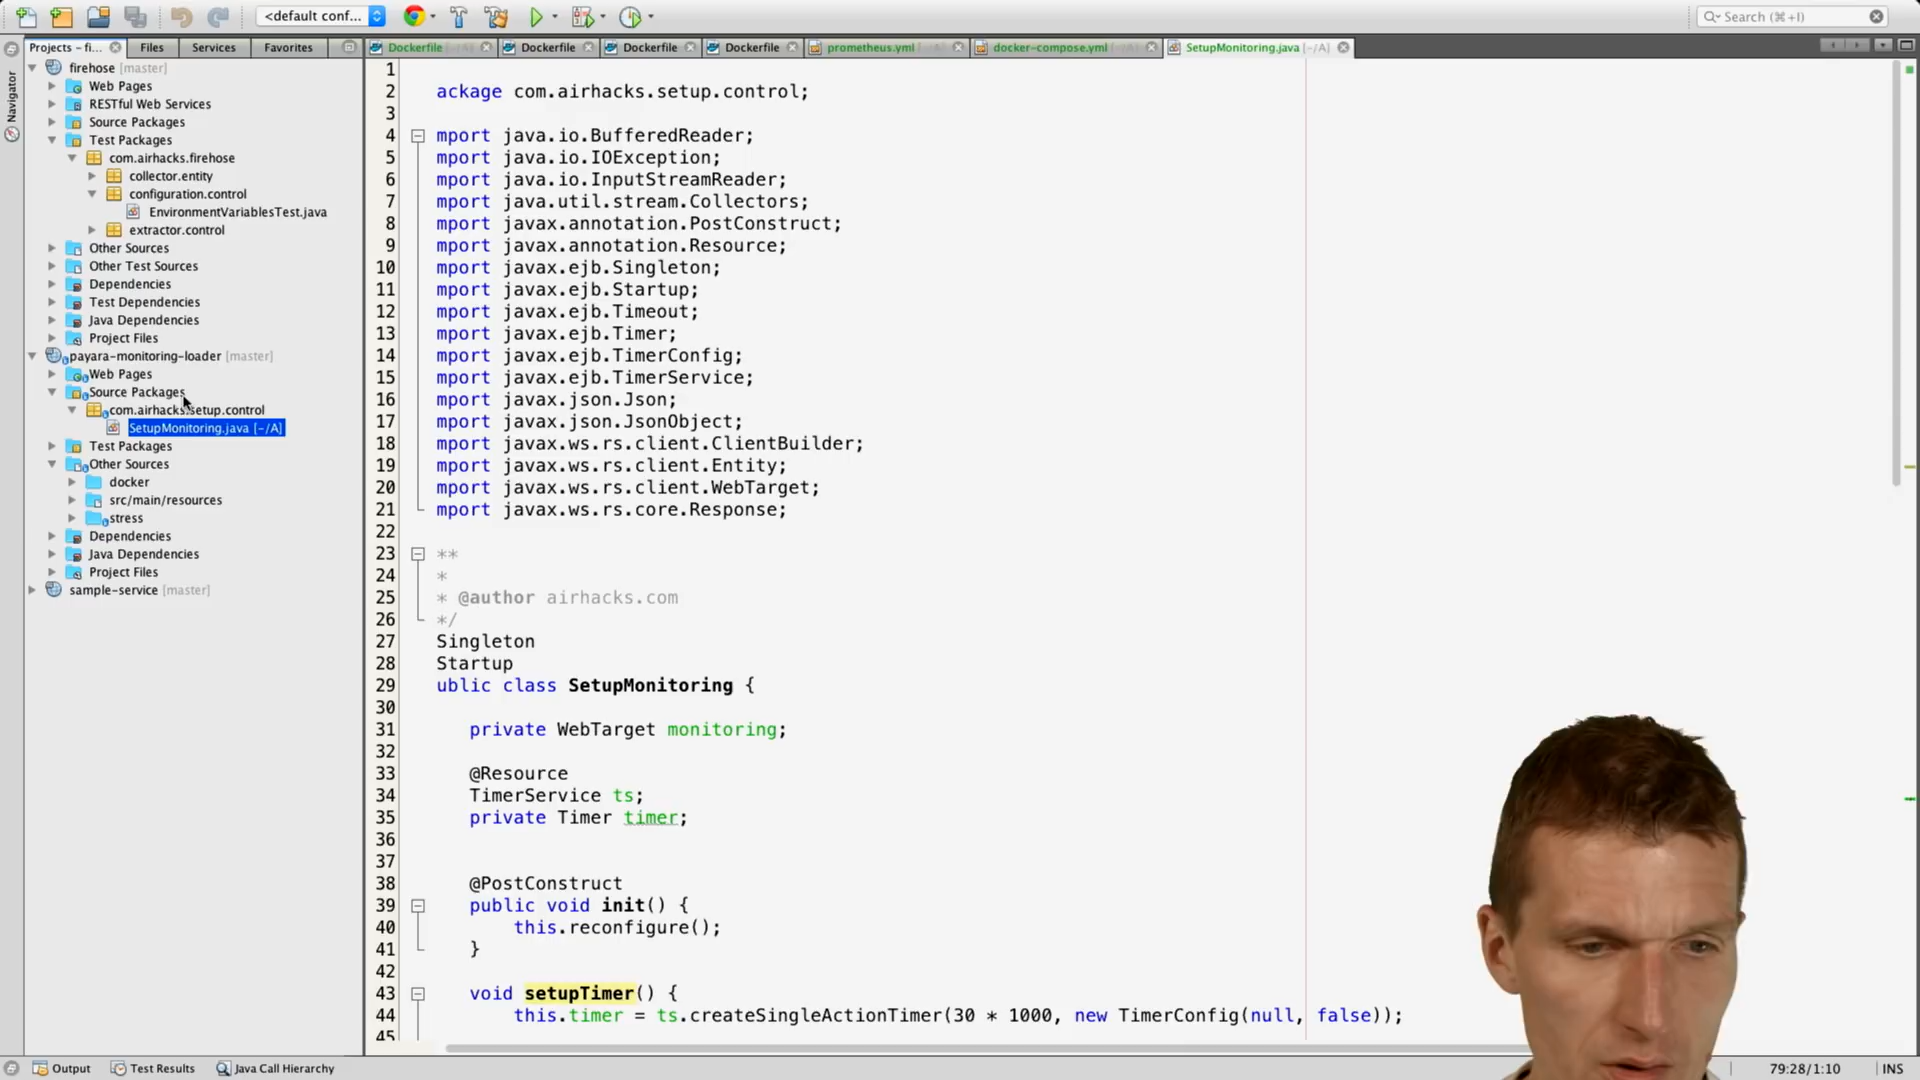 <default conf...
Search (⌘+I)
Projects – fi...
Files
Services
Favorites
Dockerfile [-/A]
Dockerfile
Dockerfile
Dockerfile
prometheus.yml [-/A]
docker-compose.yml [-/A]
SetupMonitoring.java [-/A]
Navigator
firehose [master]
Web Pages
RESTful Web Services
Source Packages
Test Packages
com.airhacks.firehose
collector.entity
configuration.control
EnvironmentVariablesTest.java
extractor.control
Other Sources
Other Test Sources
Dependencies
Test Dependencies
Java Dependencies
Project Files
payara-monitoring-loader [master]
Web Pages
Source Packages
com.airhacks.setup.control
SetupMonitoring.java [-/A]
Test Packages
Other Sources
docker
src/main/resources
stress
Dependencies
Java Dependencies
Project Files
sample-service [master]
1
2 ackage com.airhacks.setup.control;
3
4 mport java.io.BufferedReader;
5 mport java.io.IOException;
6 mport java.io.InputStreamReader;
7 mport java.util.stream.Collectors;
8 mport javax.annotation.PostConstruct;
9 mport javax.annotation.Resource;
10 mport javax.ejb.Singleton;
11 mport javax.ejb.Startup;
12 mport javax.ejb.Timeout;
13 mport javax.ejb.Timer;
14 mport javax.ejb.TimerConfig;
15 mport javax.ejb.TimerService;
16 mport javax.json.Json;
17 mport javax.json.JsonObject;
18 mport javax.ws.rs.client.ClientBuilder;
19 mport javax.ws.rs.client.Entity;
20 mport javax.ws.rs.client.WebTarget;
21 mport javax.ws.rs.core.Response;
22
23 **
24 *
25 * @author airhacks.com
26 */
27 Singleton
28 Startup
29 ublic class SetupMonitoring {
30
31 private WebTarget monitoring;
32
33 @Resource
34 TimerService ts;
35 private Timer timer;
36
37
38 @PostConstruct
39 public void init() {
40 this.reconfigure();
41 }
42
43 void setupTimer() {
44 this.timer = ts.createSingleActionTimer(30 * 1000, new TimerConfig(null, false));
45
Output
Test Results
Java Call Hierarchy
79:28/1:10
INS